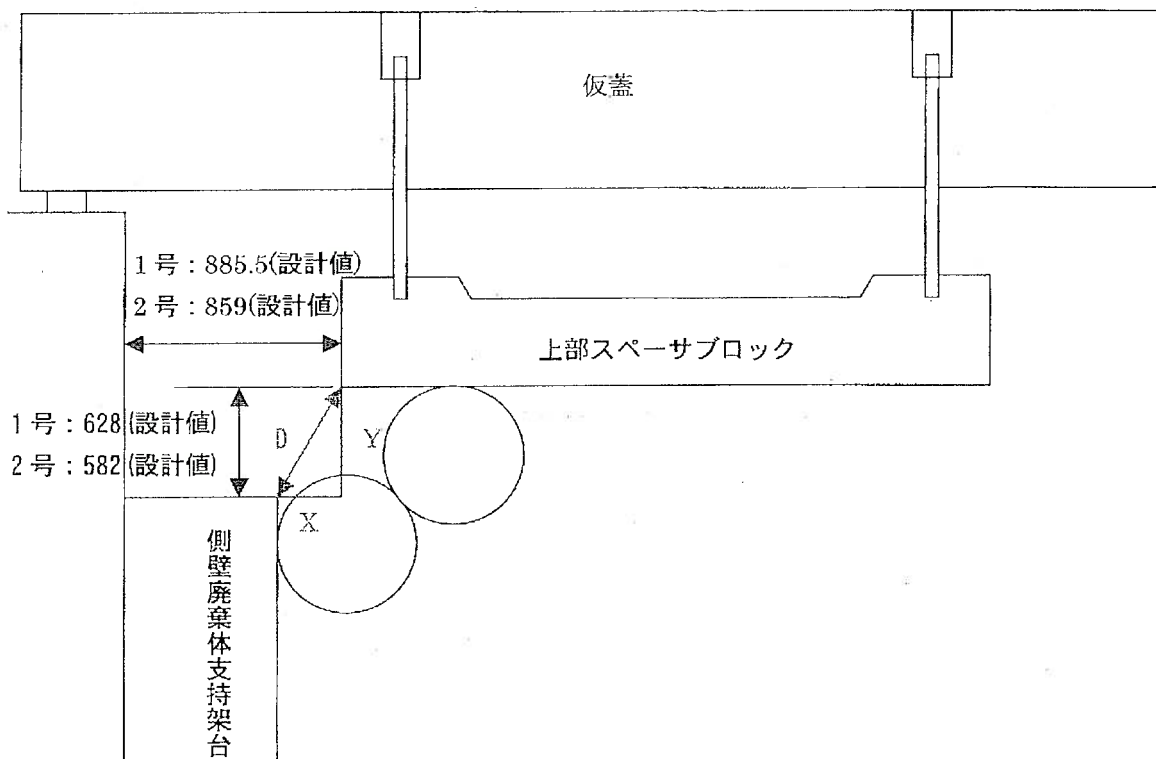 仮蓋
1号：885.5(設計値)
2号：859(設計値)
上部スペーサブロック
1号：628(設計値)
2号：582(設計値)
D
Y
X
側壁廃棄体支持架台